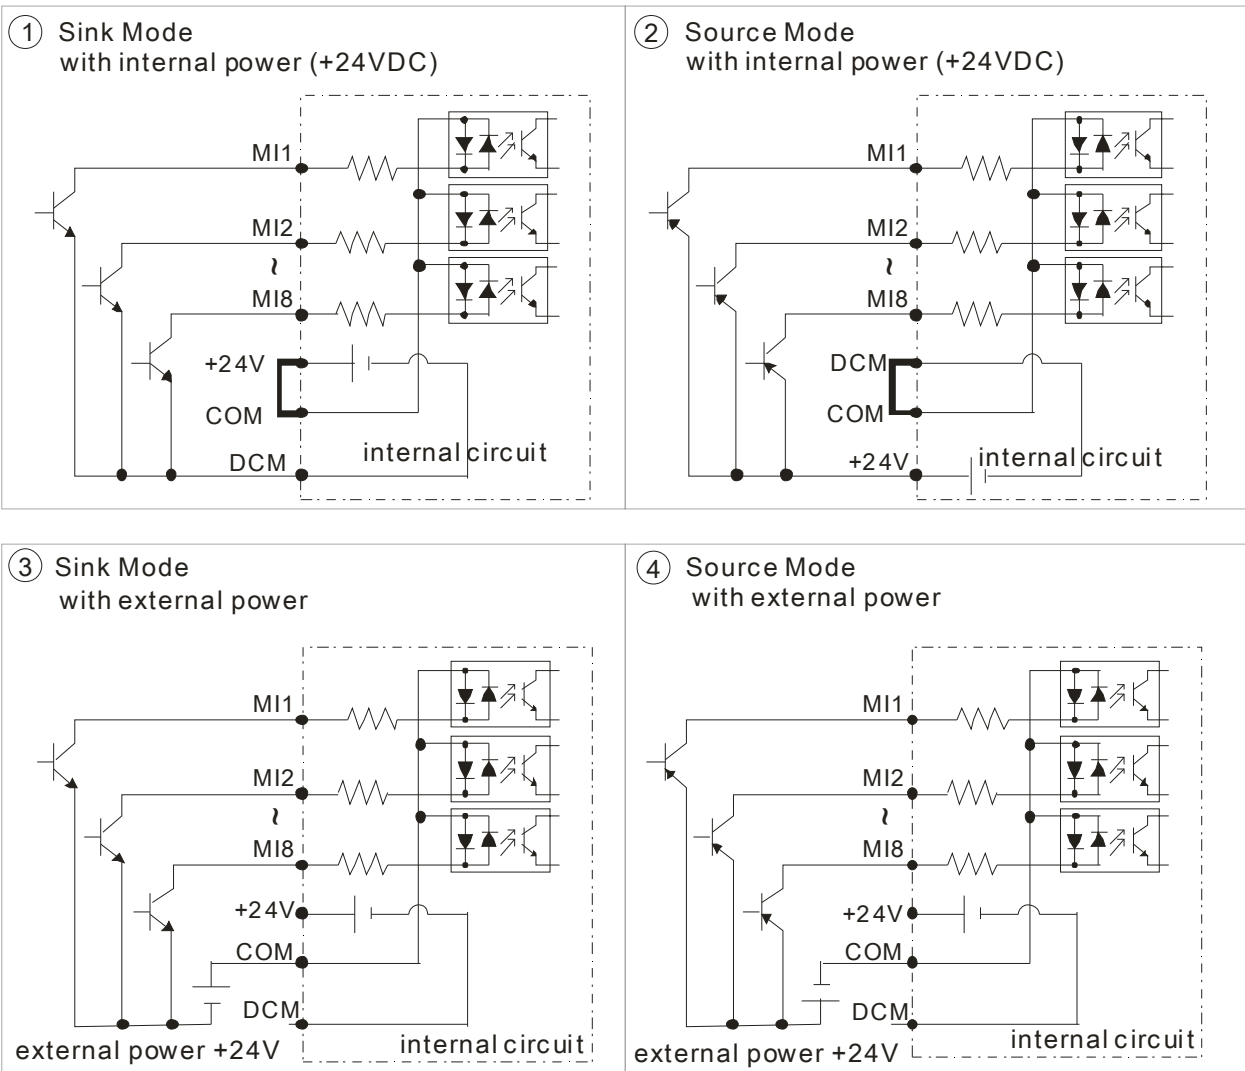 1 Sink Mode
with internal power (+24VDC)
MI1
MI2
~
MI8
+24V
COM
DCM
internal circuit
2 Source Mode
with internal power (+24VDC)
MI1
MI2
~
MI8
DCM
COM
+24V
internal circuit
3 Sink Mode
with external power
MI1
MI2
~
MI8
+24V
COM
DCM
internal circuit
external power +24V
4 Source Mode
with external power
MI1
MI2
~
MI8
+24V
COM
DCM
internal circuit
external power +24V